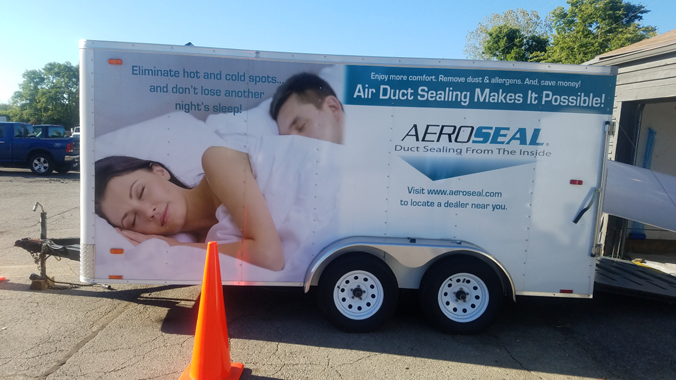 Eliminate hot and cold spots...
and don't lose another
night's sleep!
Enjoy more comfort. Remove dust & allergens. And, save money!
Air Duct Sealing Makes It Possible!
AEROSEAL®
Duct Sealing From The Inside
Visit www.aeroseal.com
to locate a dealer near you.